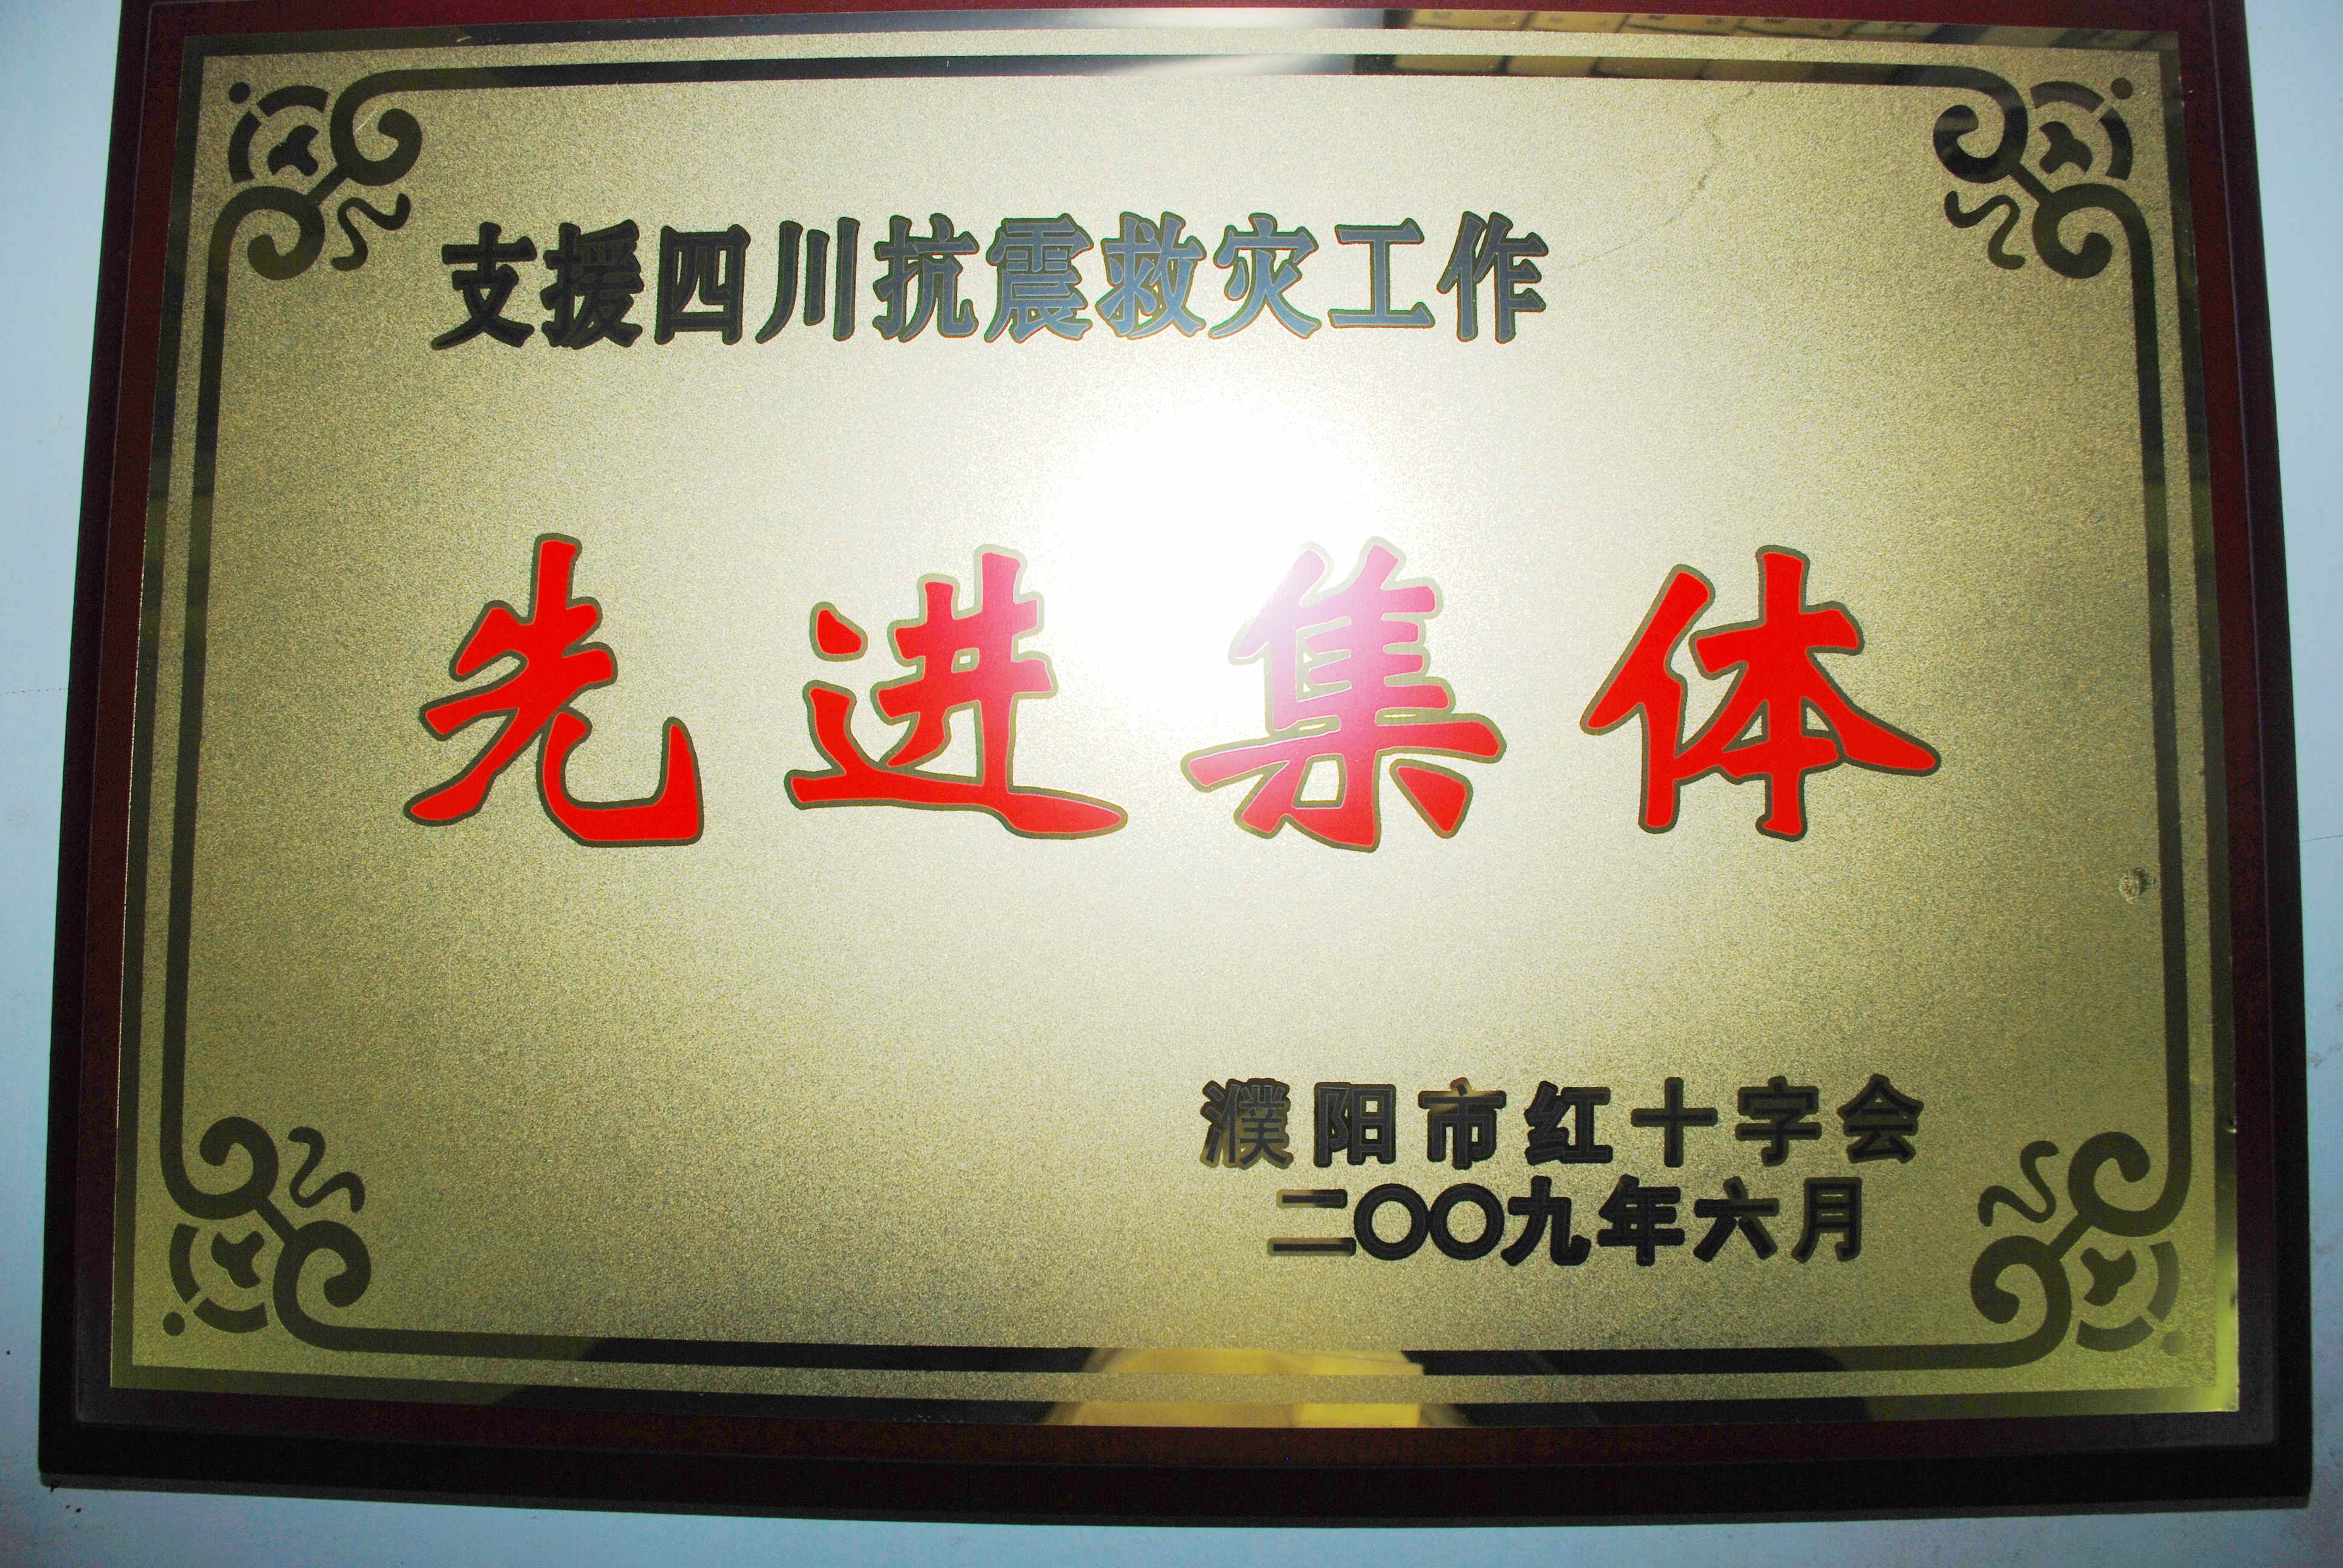 支援四川抗震救灾工作
先进集体
濮阳市红十字会
二〇〇九年六月